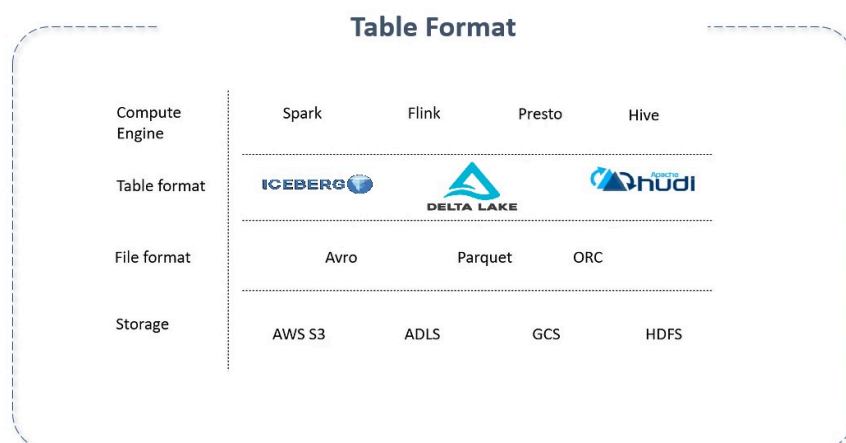 Table Format
Compute
Engine
Spark Flink Presto Hive
Table format
ICEBERG
DELTA LAKE
Apache
hudi
File format
Avro Parquet ORC
Storage
AWS S3 ADLS GCS HDFS